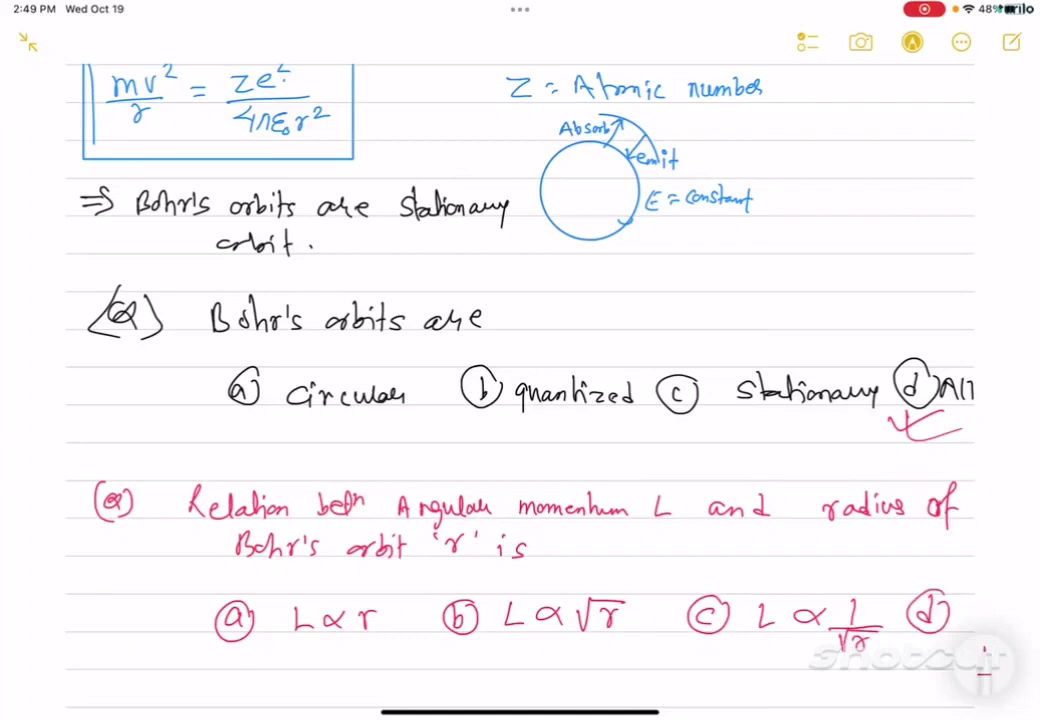 2:49 PM Wed Oct 19
48%
mv²/r = Ze²/4πε₀r²
Z = Atomic number
Absorb
emit
E = constant
⇒ Bohr's orbits are stationary
orbit.
(Q) Bohr's orbits are
(a) circular (b) quantized (c) stationary (d) All
(Q) Relation betn Angular momentum L and radius of
Bohr's orbit 'r' is
(a) L ∝ r (b) L ∝ √r (c) L ∝ 1/√r (d)
shotcut